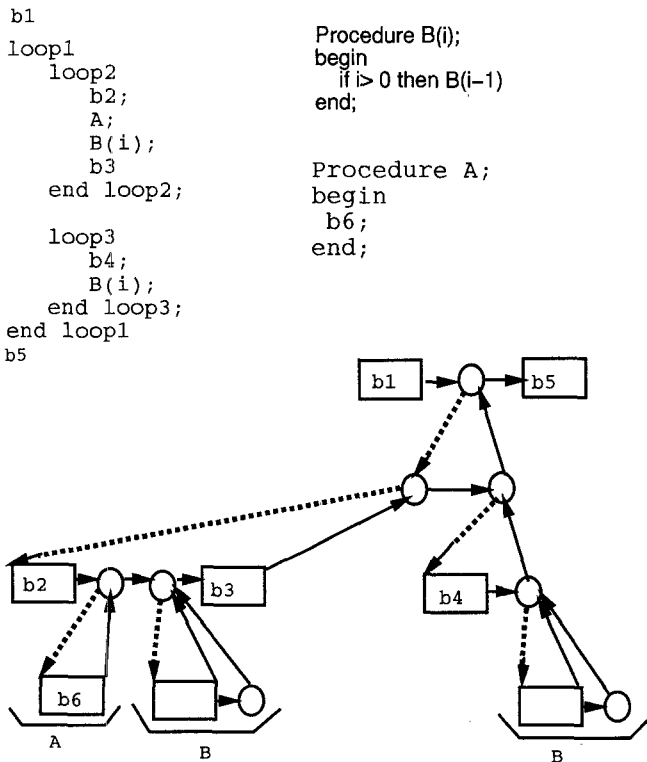 b1
loop1
loop2
b2;
A;
B(i);
b3
end loop2;
loop3
b4;
B(i);
end loop3;
end loop1
b5
Procedure B(i);
begin
if i> 0 then B(i–1)
end;
Procedure A;
begin
b6;
end;
b1
b5
b2
b3
b4
b6
A
B
B